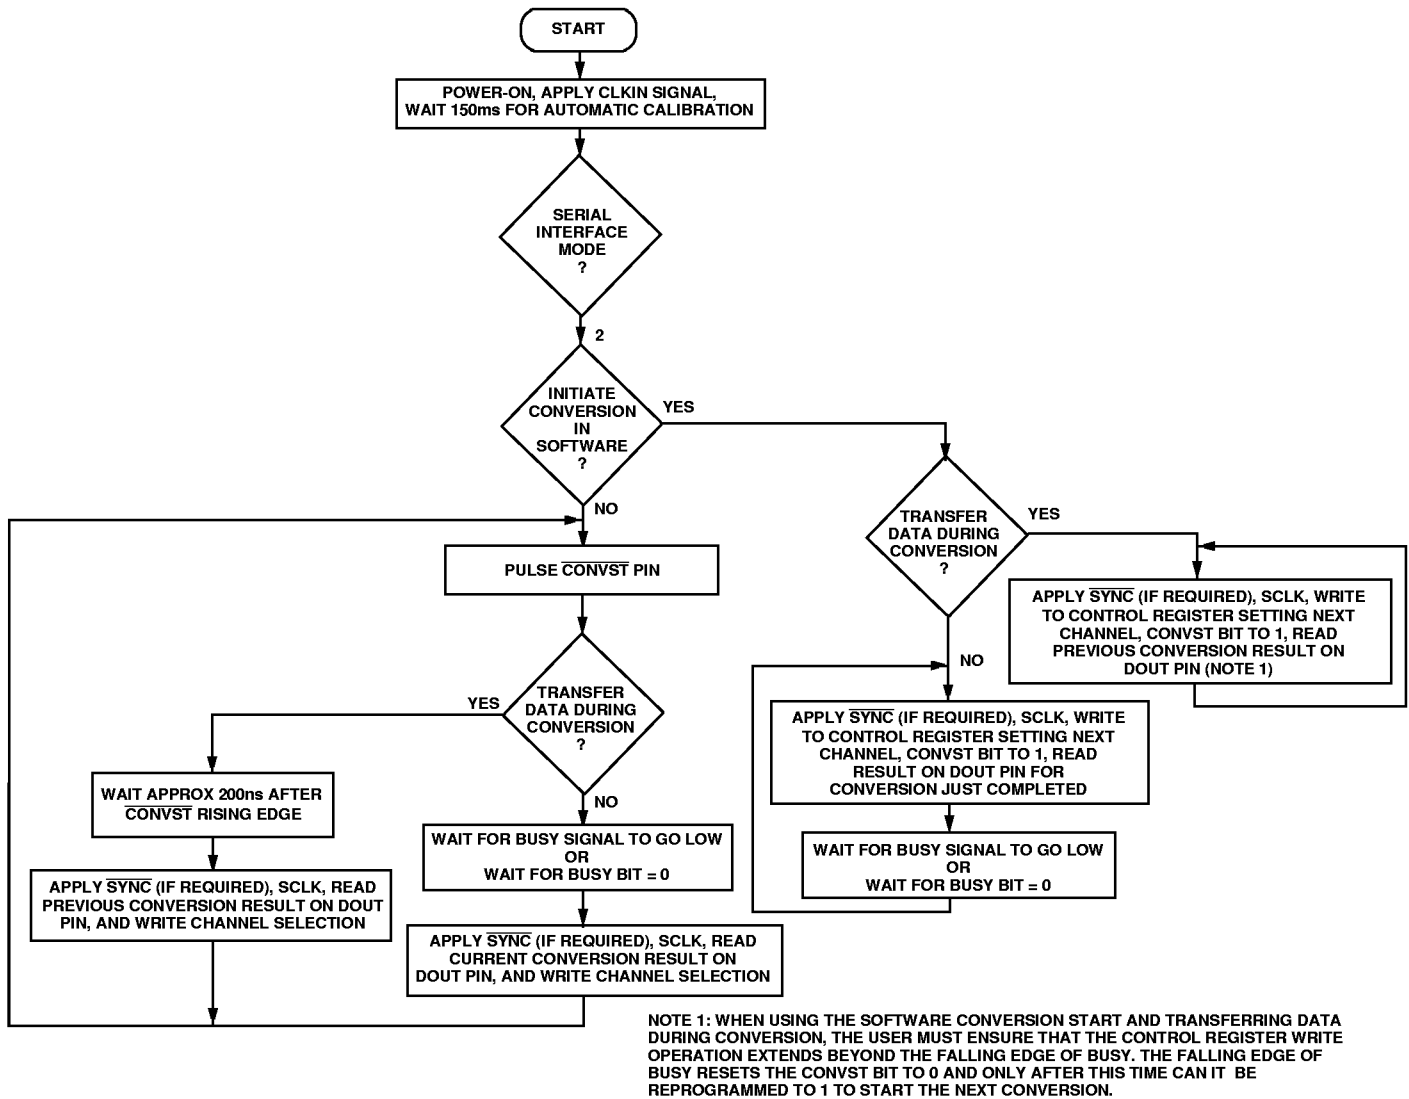 START
POWER-ON, APPLY CLKIN SIGNAL,
WAIT 150ms FOR AUTOMATIC CALIBRATION
SERIAL
INTERFACE
MODE
?
2
INITIATE
CONVERSION
IN
SOFTWARE
?
YES
NO
PULSE CONVST PIN
TRANSFER
DATA DURING
CONVERSION
?
YES
WAIT APPROX 200ns AFTER
CONVST RISING EDGE
APPLY SYNC (IF REQUIRED), SCLK, READ
PREVIOUS CONVERSION RESULT ON DOUT
PIN, AND WRITE CHANNEL SELECTION
NO
WAIT FOR BUSY SIGNAL TO GO LOW
OR
WAIT FOR BUSY BIT = 0
APPLY SYNC (IF REQUIRED), SCLK, READ
CURRENT CONVERSION RESULT ON
DOUT PIN, AND WRITE CHANNEL SELECTION
TRANSFER
DATA DURING
CONVERSION
?
YES
APPLY SYNC (IF REQUIRED), SCLK, WRITE
TO CONTROL REGISTER SETTING NEXT
CHANNEL, CONVST BIT TO 1, READ
PREVIOUS CONVERSION RESULT ON
DOUT PIN (NOTE 1)
NO
APPLY SYNC (IF REQUIRED), SCLK, WRITE
TO CONTROL REGISTER SETTING NEXT
CHANNEL, CONVST BIT TO 1, READ
RESULT ON DOUT PIN FOR
CONVERSION JUST COMPLETED
WAIT FOR BUSY SIGNAL TO GO LOW
OR
WAIT FOR BUSY BIT = 0
NOTE 1: WHEN USING THE SOFTWARE CONVERSION START AND TRANSFERRING DATA
DURING CONVERSION, THE USER MUST ENSURE THAT THE CONTROL REGISTER WRITE
OPERATION EXTENDS BEYOND THE FALLING EDGE OF BUSY. THE FALLING EDGE OF
BUSY RESETS THE CONVST BIT TO 0 AND ONLY AFTER THIS TIME CAN IT BE
REPROGRAMMED TO 1 TO START THE NEXT CONVERSION.